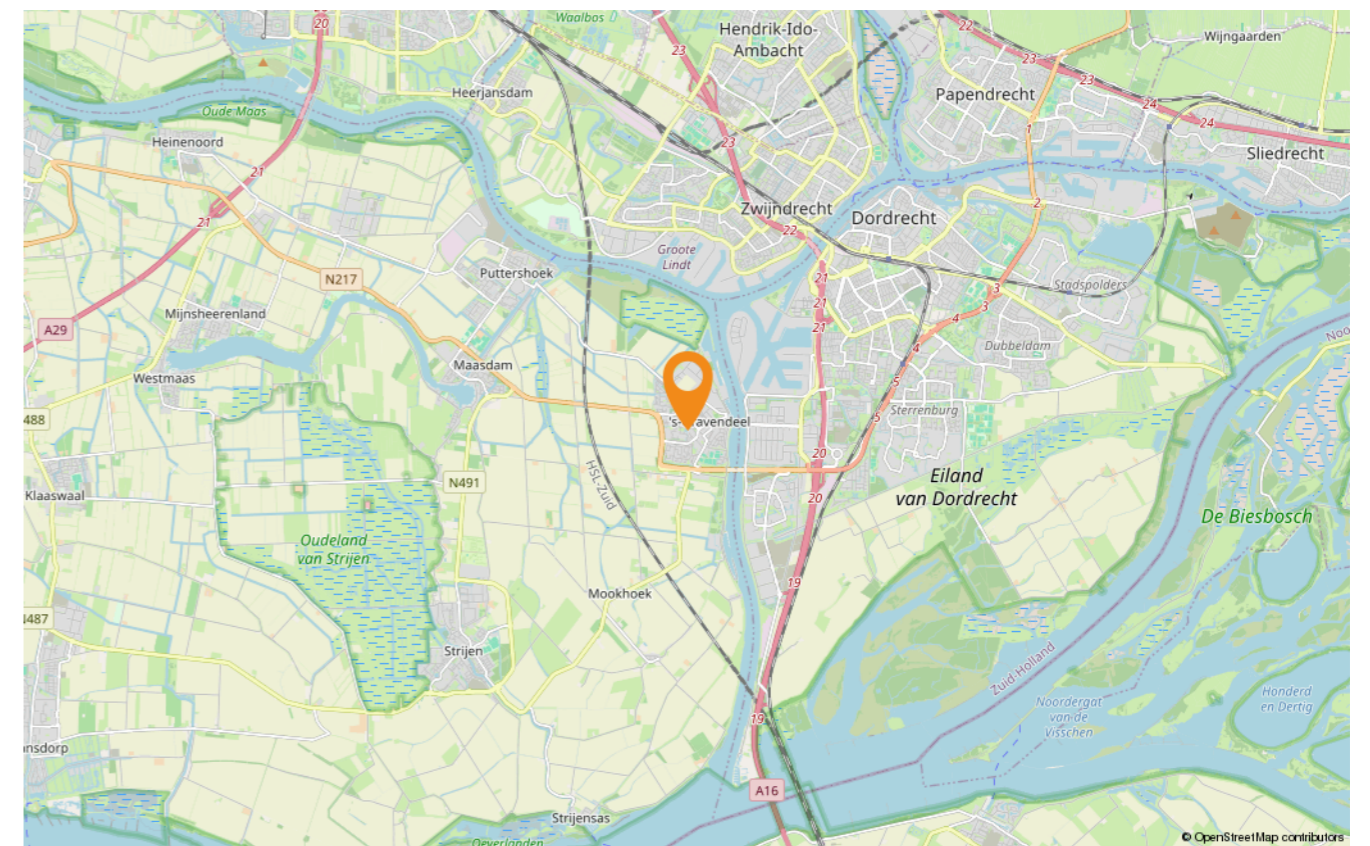 20
Waalbos
Hendrik-Ido-
Ambacht
22
Wijngaarden
23
23
23
Heerjansdam
Papendrecht
24
Oude Maas
1
24
Heinenoord
23
Sliedrecht
21
2
21
Zwijndrecht
Dordrecht
22
Groote
Lindt
Puttershoek
N217
21
3
Stadspolders
21
3
Mijnsheerenland
4
A29
21
Noo
Dubbeldam
4
Maasdam
Westmaas
5
Sterrenburg
488
5
20
HSL-Zuid
Eiland
van Dordrecht
N491
Klaaswaal
20
De Biesbosch
Oudeland
van Strijen
19
Mookhoek
487
Strijen
Zuid-Holland
Noordergat
van de
Visschen
Honderd
en Dertig
19
nsdorp
A16
Strijensas
Oeverlanden
© OpenStreetMap contributors